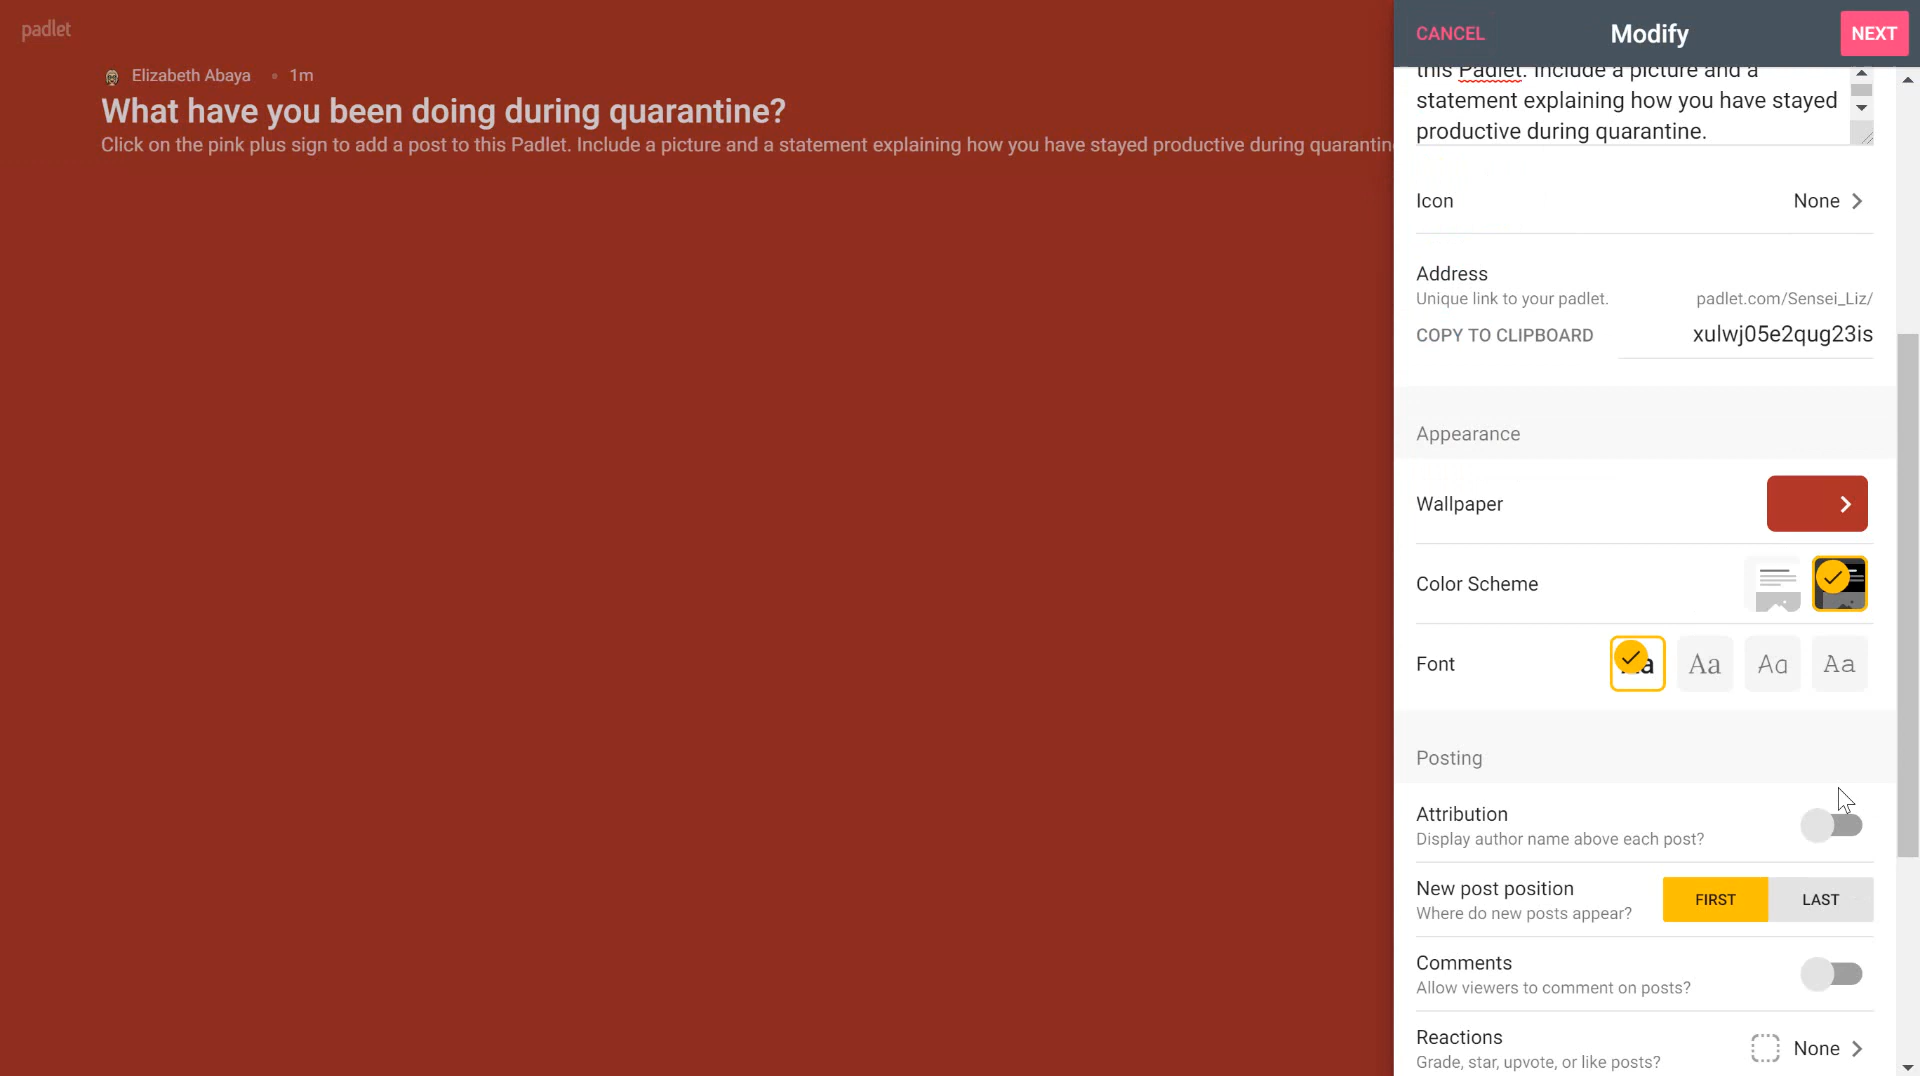 padlet
Elizabeth Abaya • 1m
What have you been doing during quarantine?
Click on the pink plus sign to add a post to this Padlet. Include a picture and a statement explaining how you have stayed productive during quarantin
CANCEL
Modify
NEXT
this Padlet. Include a picture and a
statement explaining how you have stayed
productive during quarantine.
Icon
None
Address
Unique link to your padlet.
padlet.com/Sensei_Liz/
COPY TO CLIPBOARD
xulwj05e2qug23is
Appearance
Wallpaper
Color Scheme
Font
Aa Aa Aa
Posting
Attribution
Display author name above each post?
New post position
Where do new posts appear?
FIRST
LAST
Comments
Allow viewers to comment on posts?
Reactions
Grade, star, upvote, or like posts?
None